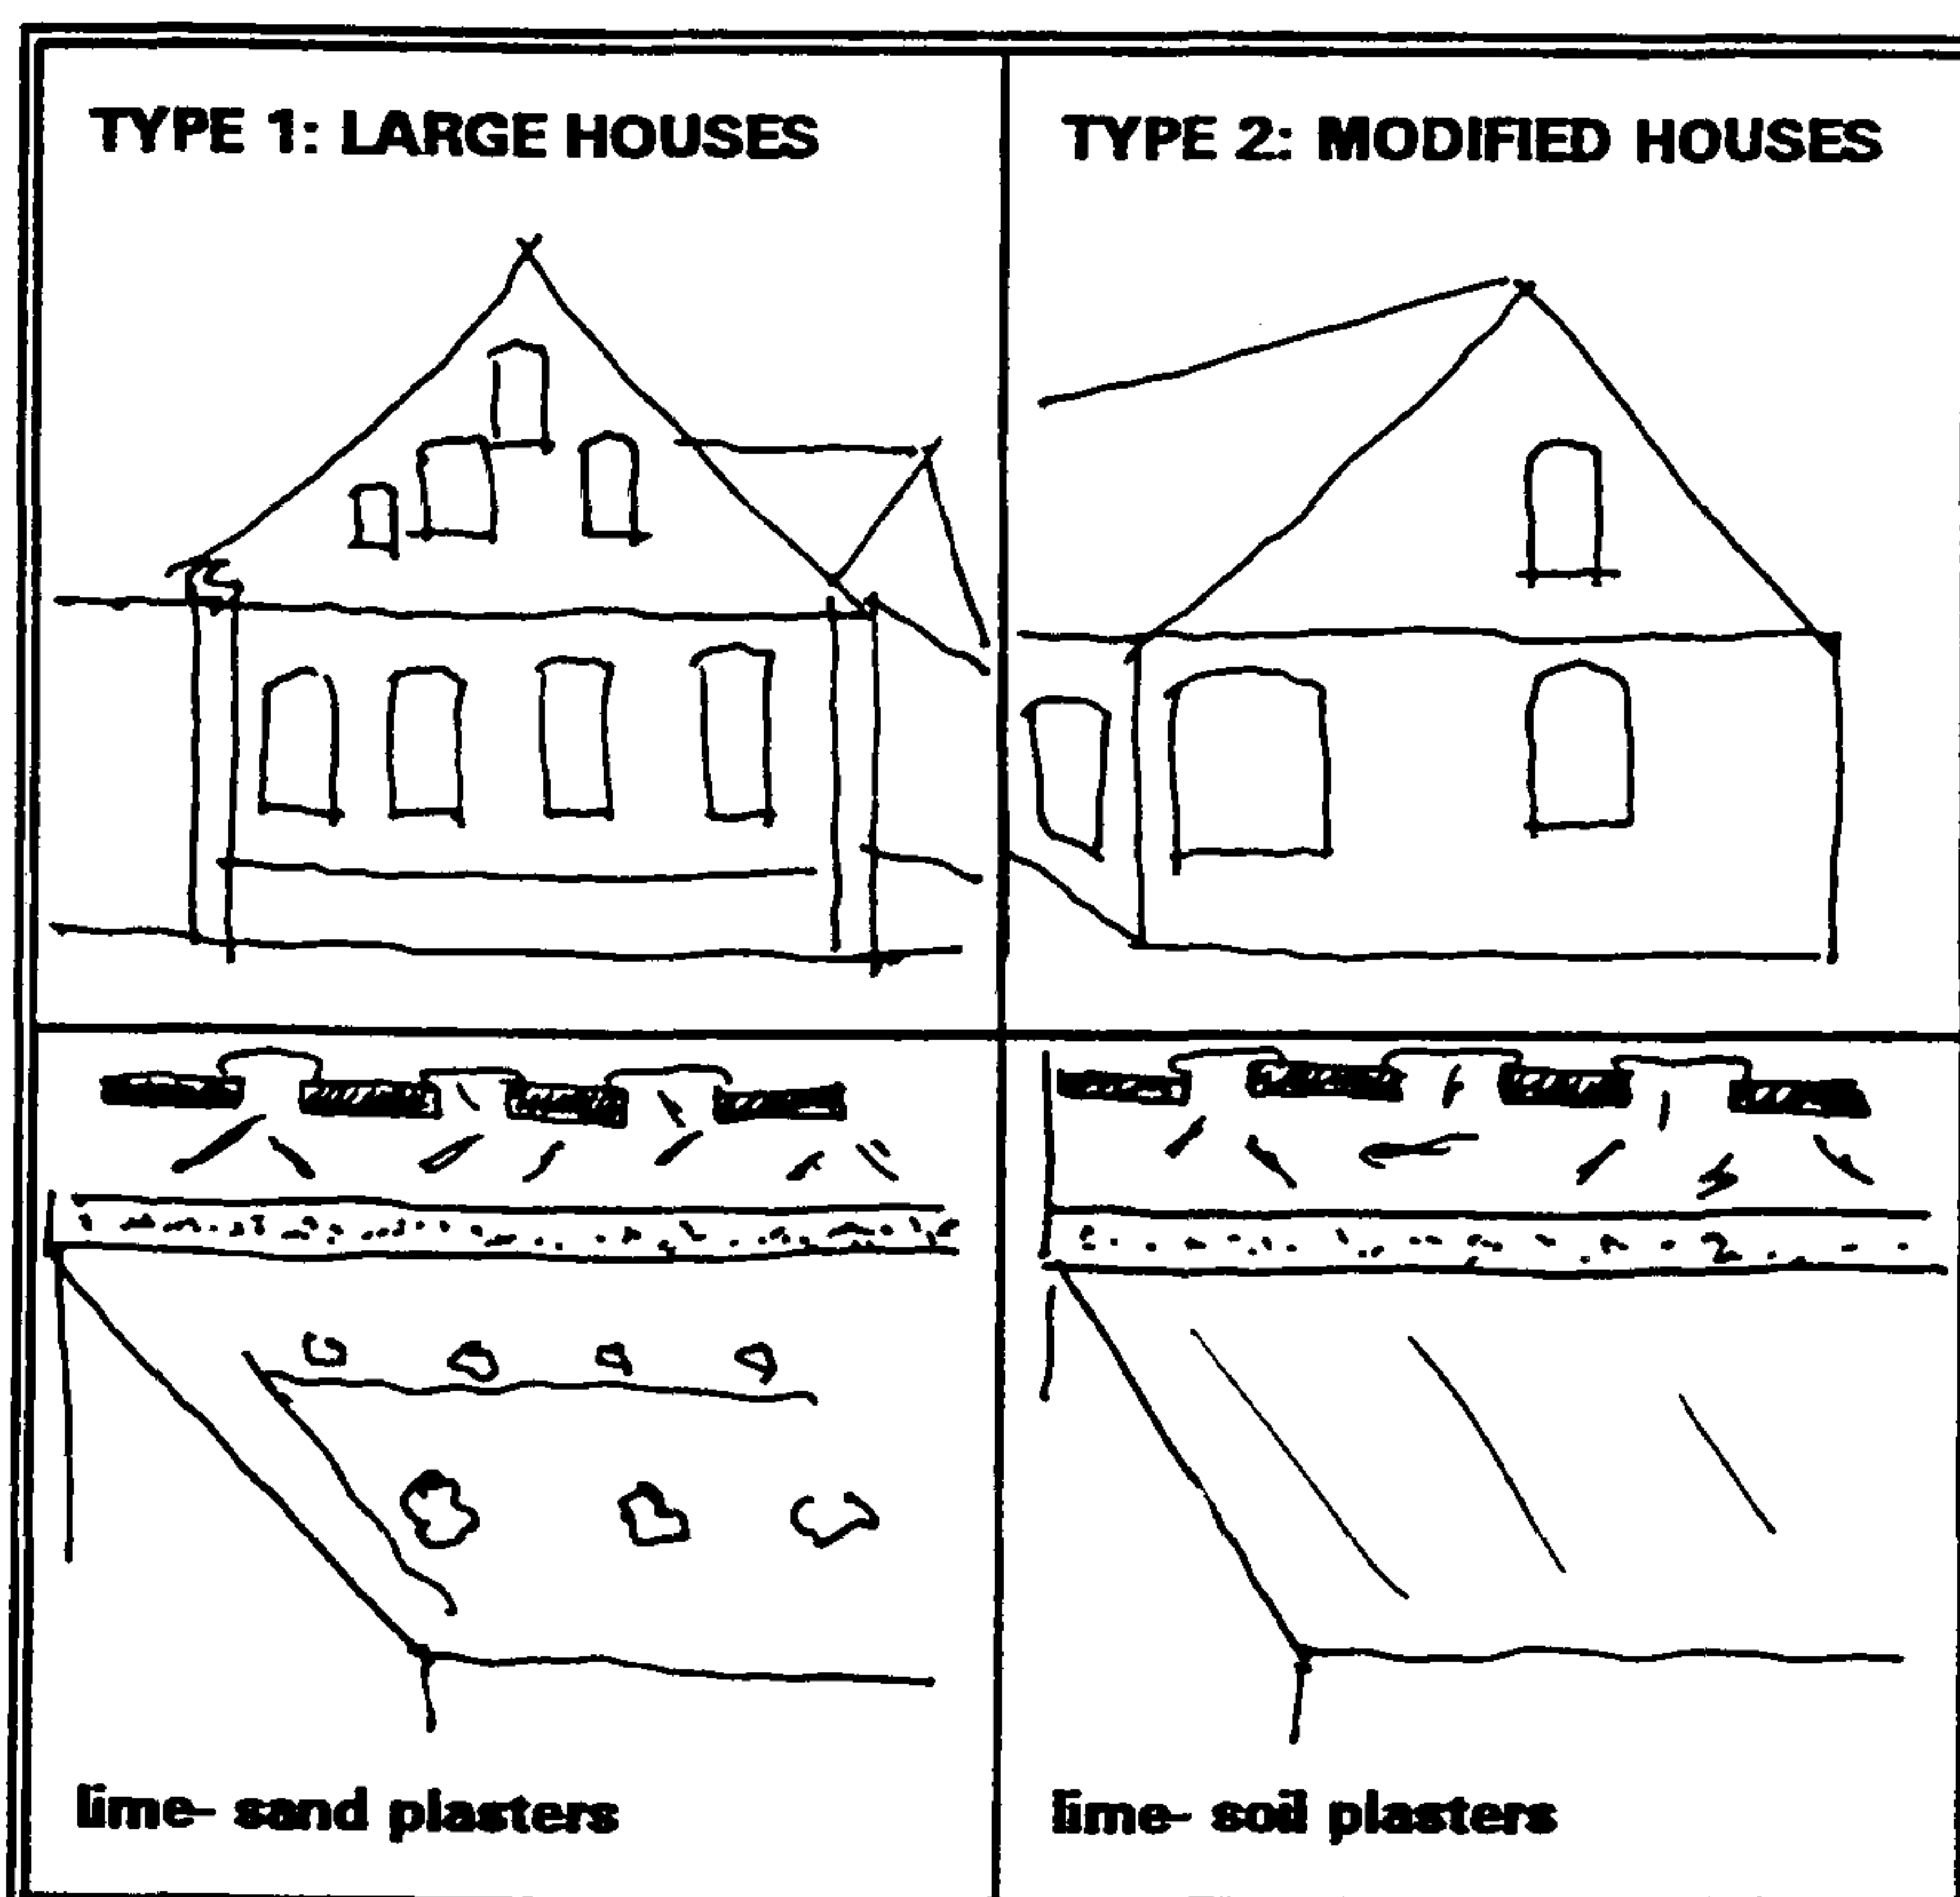 TYPE 1: LARGE HOUSES
TYPE 2: MODIFIED HOUSES
lime- sand plasters
lime- soil plasters